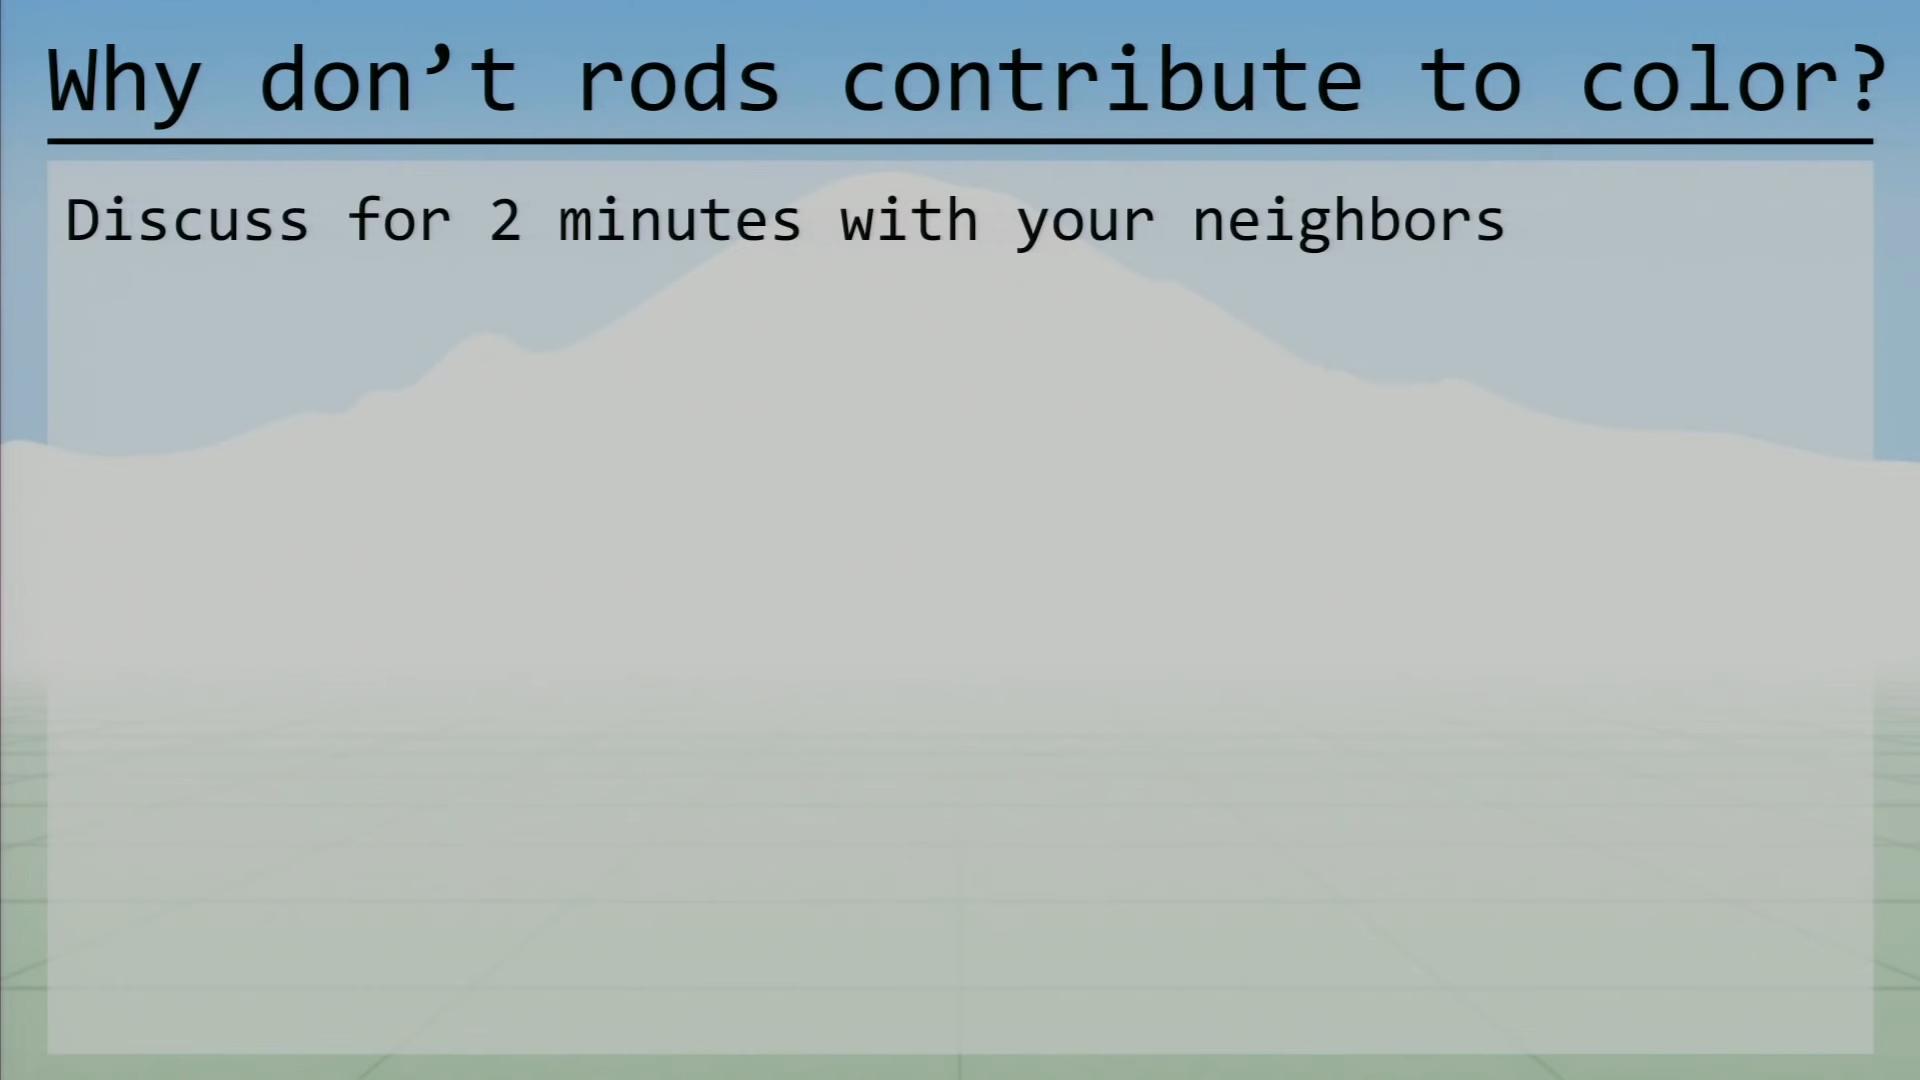 Why don’t rods contribute to color?
Discuss for 2 minutes with your neighbors